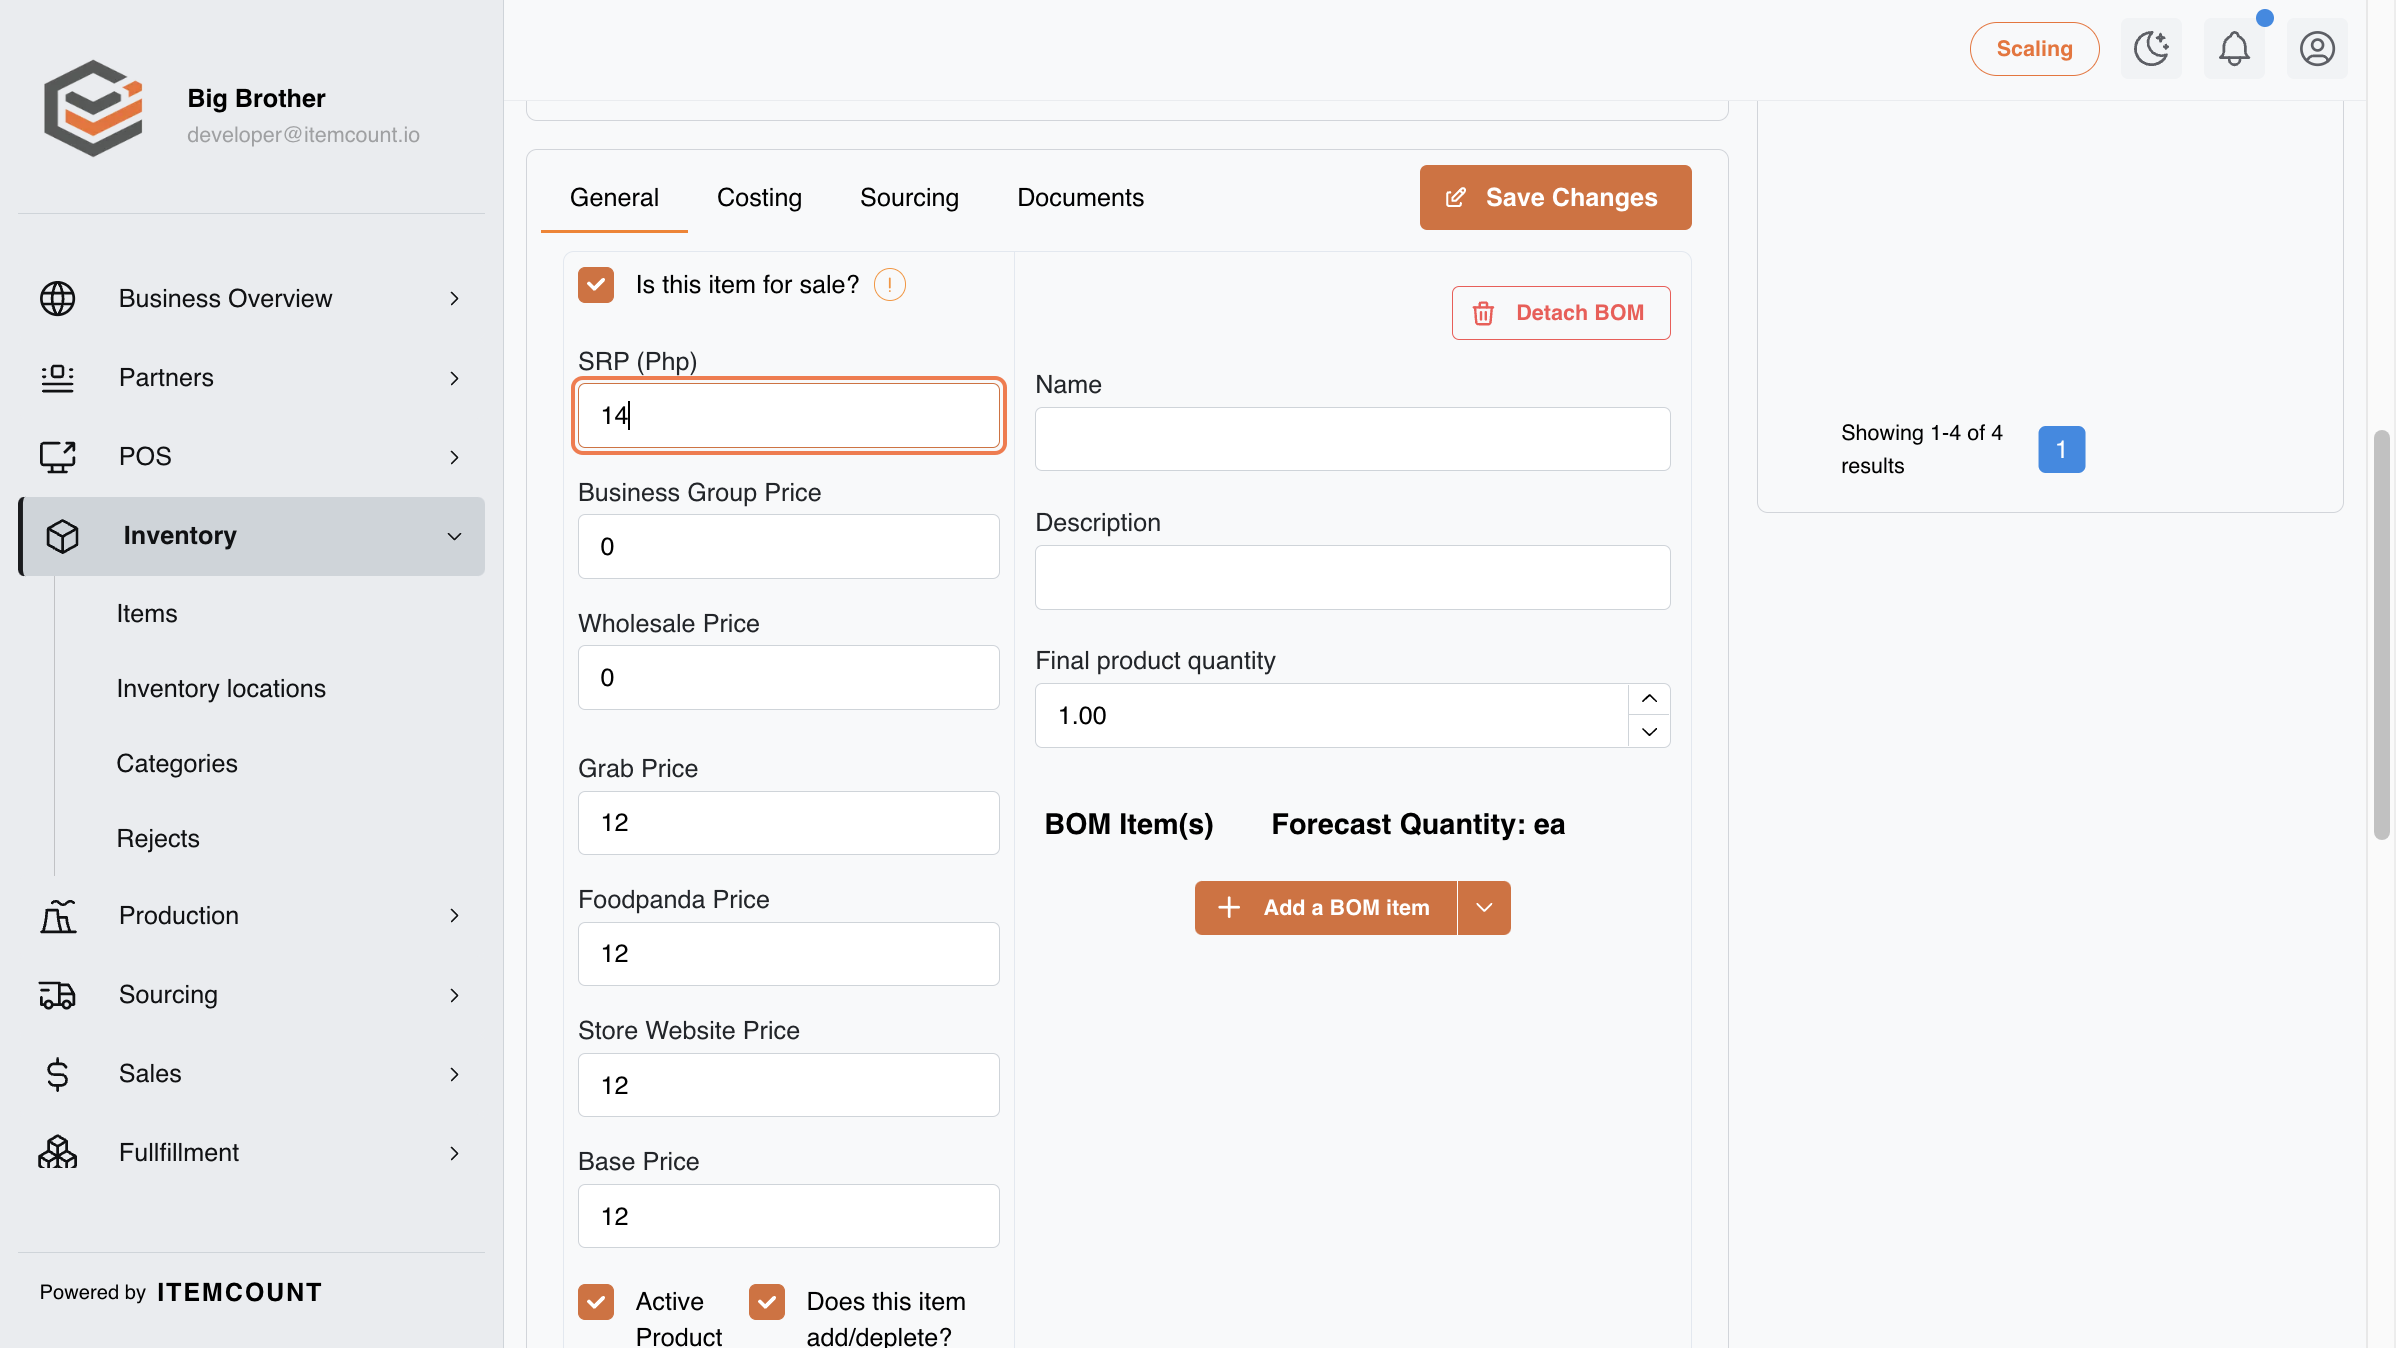 Big Brother
developer@itemcount.io
Business Overview
Partners
POS
Inventory
Items
Inventory locations
Categories
Rejects
Production
Sourcing
Sales
Fullfillment
Powered by ITEMCOUNT
Scaling
General
Costing
Sourcing
Documents
Save Changes
Is this item for sale?
SRP (Php)
14
Business Group Price
0
Wholesale Price
0
Grab Price
12
Foodpanda Price
12
Store Website Price
12
Base Price
12
Active
Product
Does this item
add/deplete?
Detach BOM
Name
Description
Final product quantity
1.00
BOM Item(s)
Forecast Quantity: ea
Add a BOM item
Showing 1-4 of 4
results
1